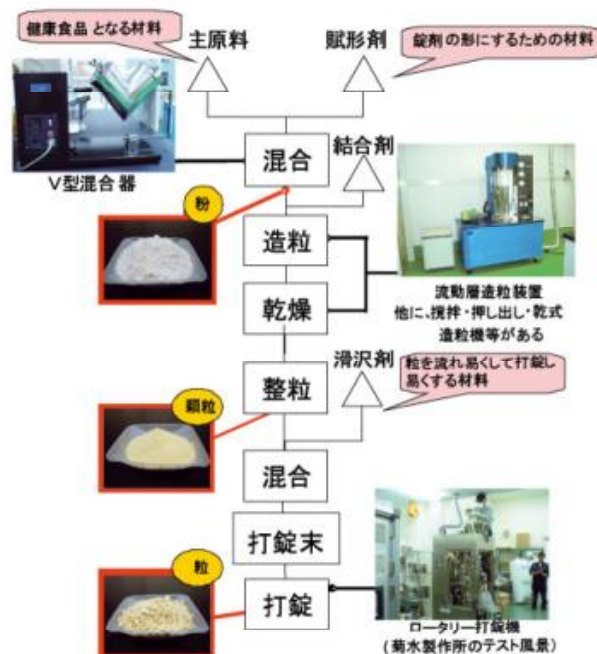 健康食品となる材料
主原料
賦形剤
錠剤の形にするための材料
混合
結合剤
V型混合器
粉
造粒
乾燥
流動層造粒装置
他に、撹拌・押し出し・乾式
造粒機等がある
滑沢剤
粒を流れ易くして打錠し
易くする材料
整粒
顆粒
混合
打錠末
粒
打錠
ロータリー打錠機
(菊水製作所のテスト風景)